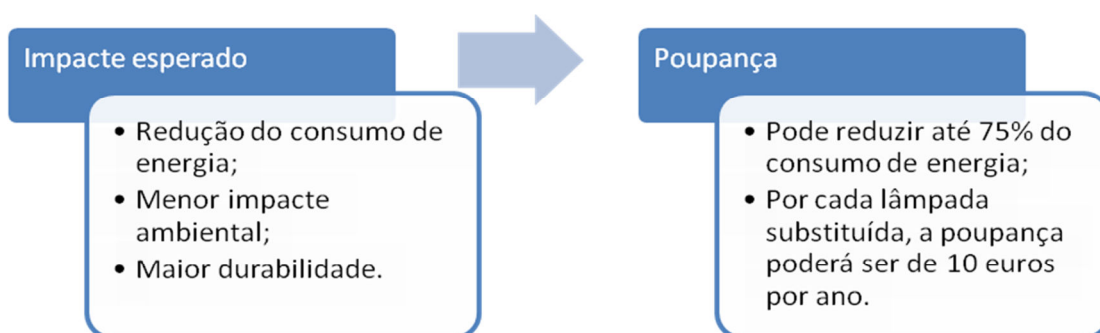 Impacte esperado
• Redução do consumo de
energia;
• Menor impacte
ambiental;
• Maior durabilidade.
Poupança
• Pode reduzir até 75% do
consumo de energia;
• Por cada lâmpada
substituída, a poupança
poderá ser de 10 euros
por ano.